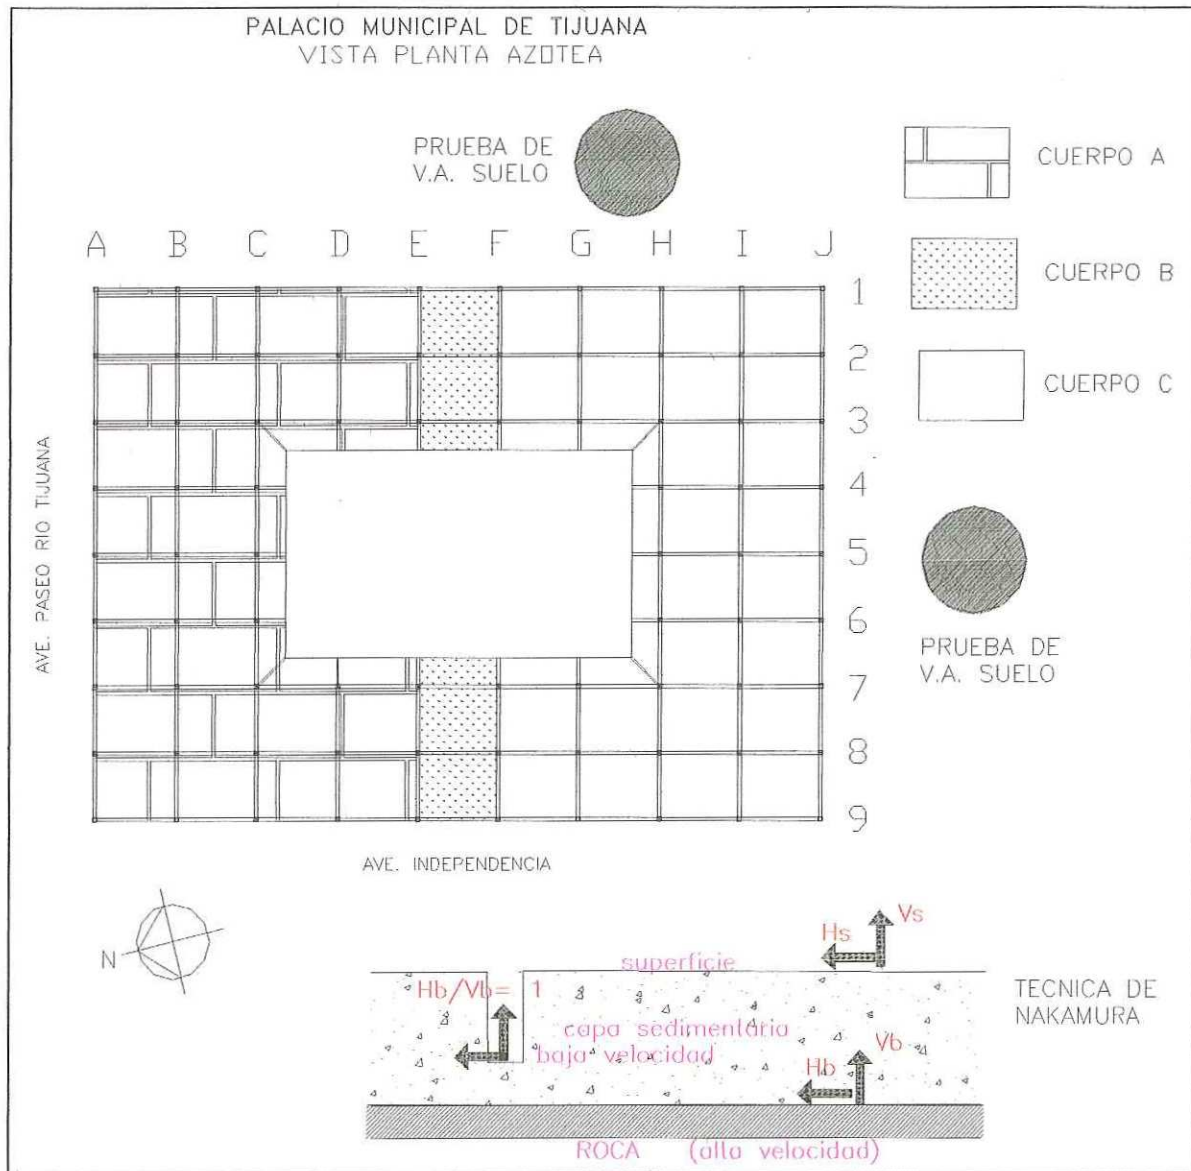 PALACIO MUNICIPAL DE TIJUANA
VISTA PLANTA AZOTEA
PRUEBA DE
V.A. SUELO
CUERPO A
CUERPO B
CUERPO C
A B C D E F G H I J
1
2
3
4
5
6
7
8
9
AVE. PASEO RIO TIJUANA
PRUEBA DE
V.A. SUELO
AVE. INDEPENDENCIA
N
Vs
Hs
superficie
Hb/Vb= 1
capa sedimentaria
baja velocidad
Vb
Hb
TECNICA DE
NAKAMURA
ROCA (alta velocidad)